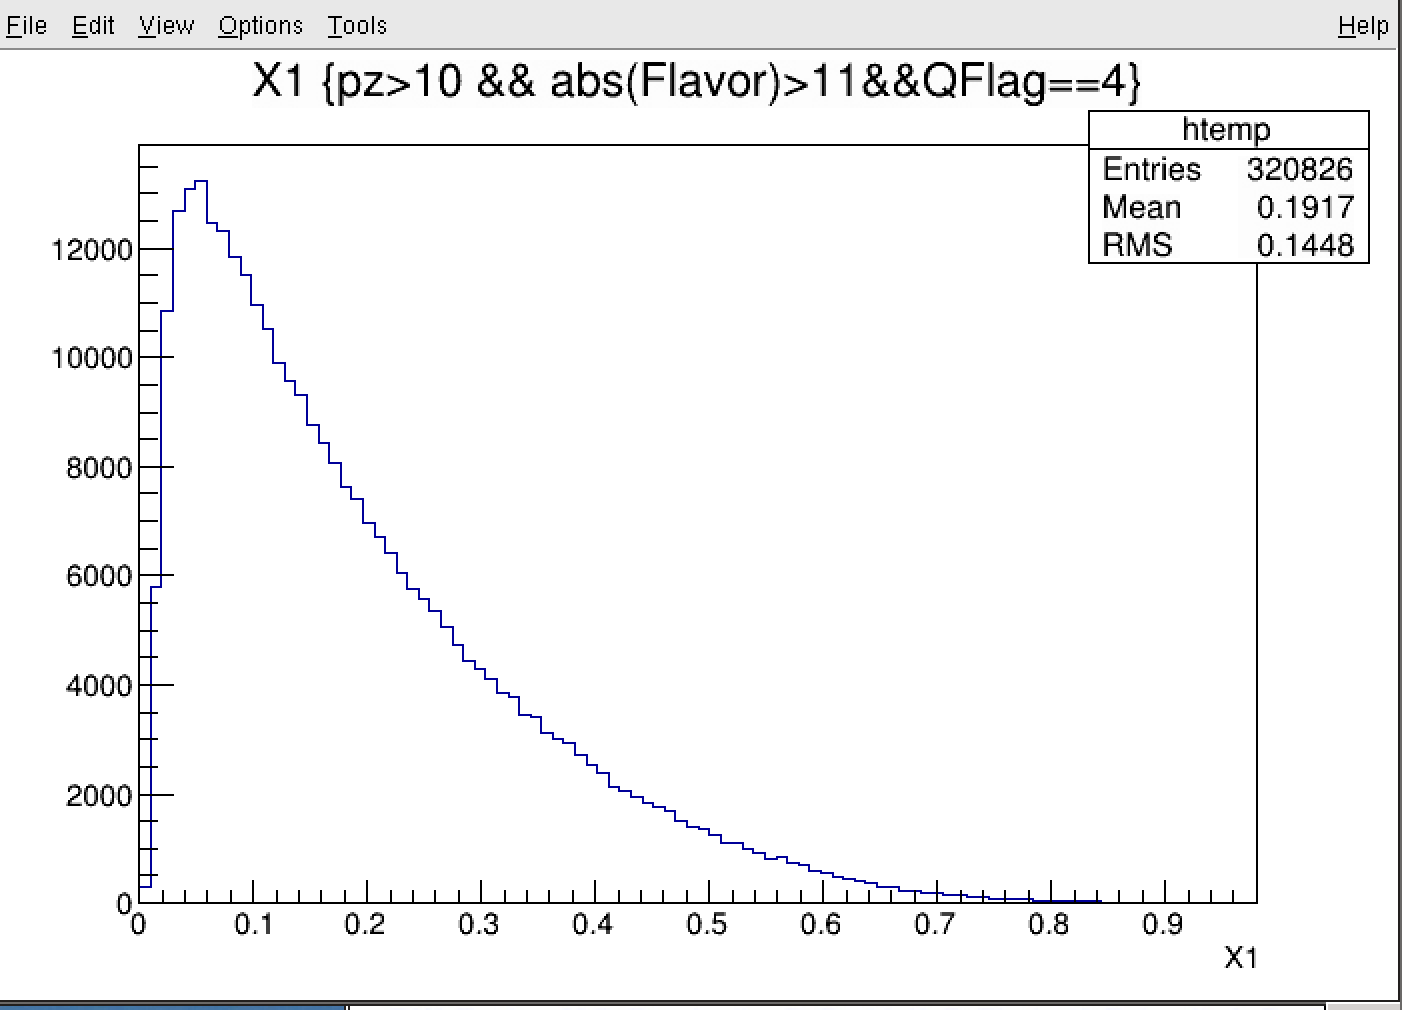 File Edit View Options Tools Help
X1 {pz>10 && abs(Flavor)>11&&QFlag==4}
htemp
Entries 320826
Mean 0.1917
RMS 0.1448
12000
10000
8000
6000
4000
2000
0
0 0.1 0.2 0.3 0.4 0.5 0.6 0.7 0.8 0.9
X1